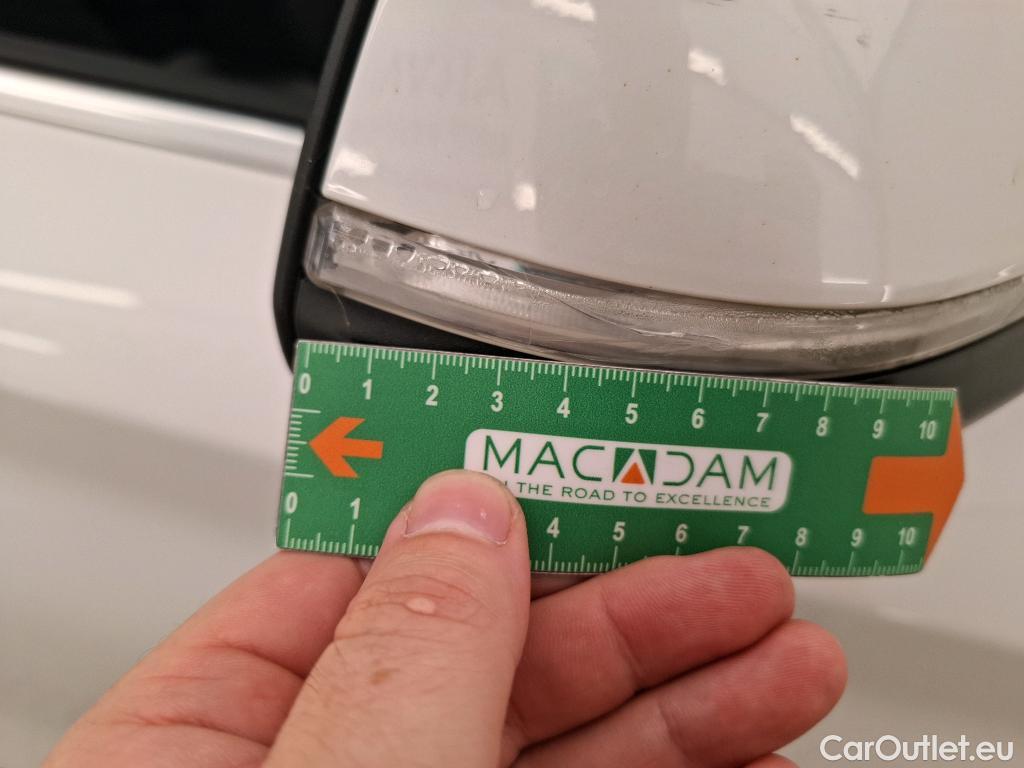 0 1 2 3 4 5 6 7 8 9 10
MACADAM
THE ROAD TO EXCELLENCE
0 1 4 5 6 7 8 9 10
CarOutlet.eu